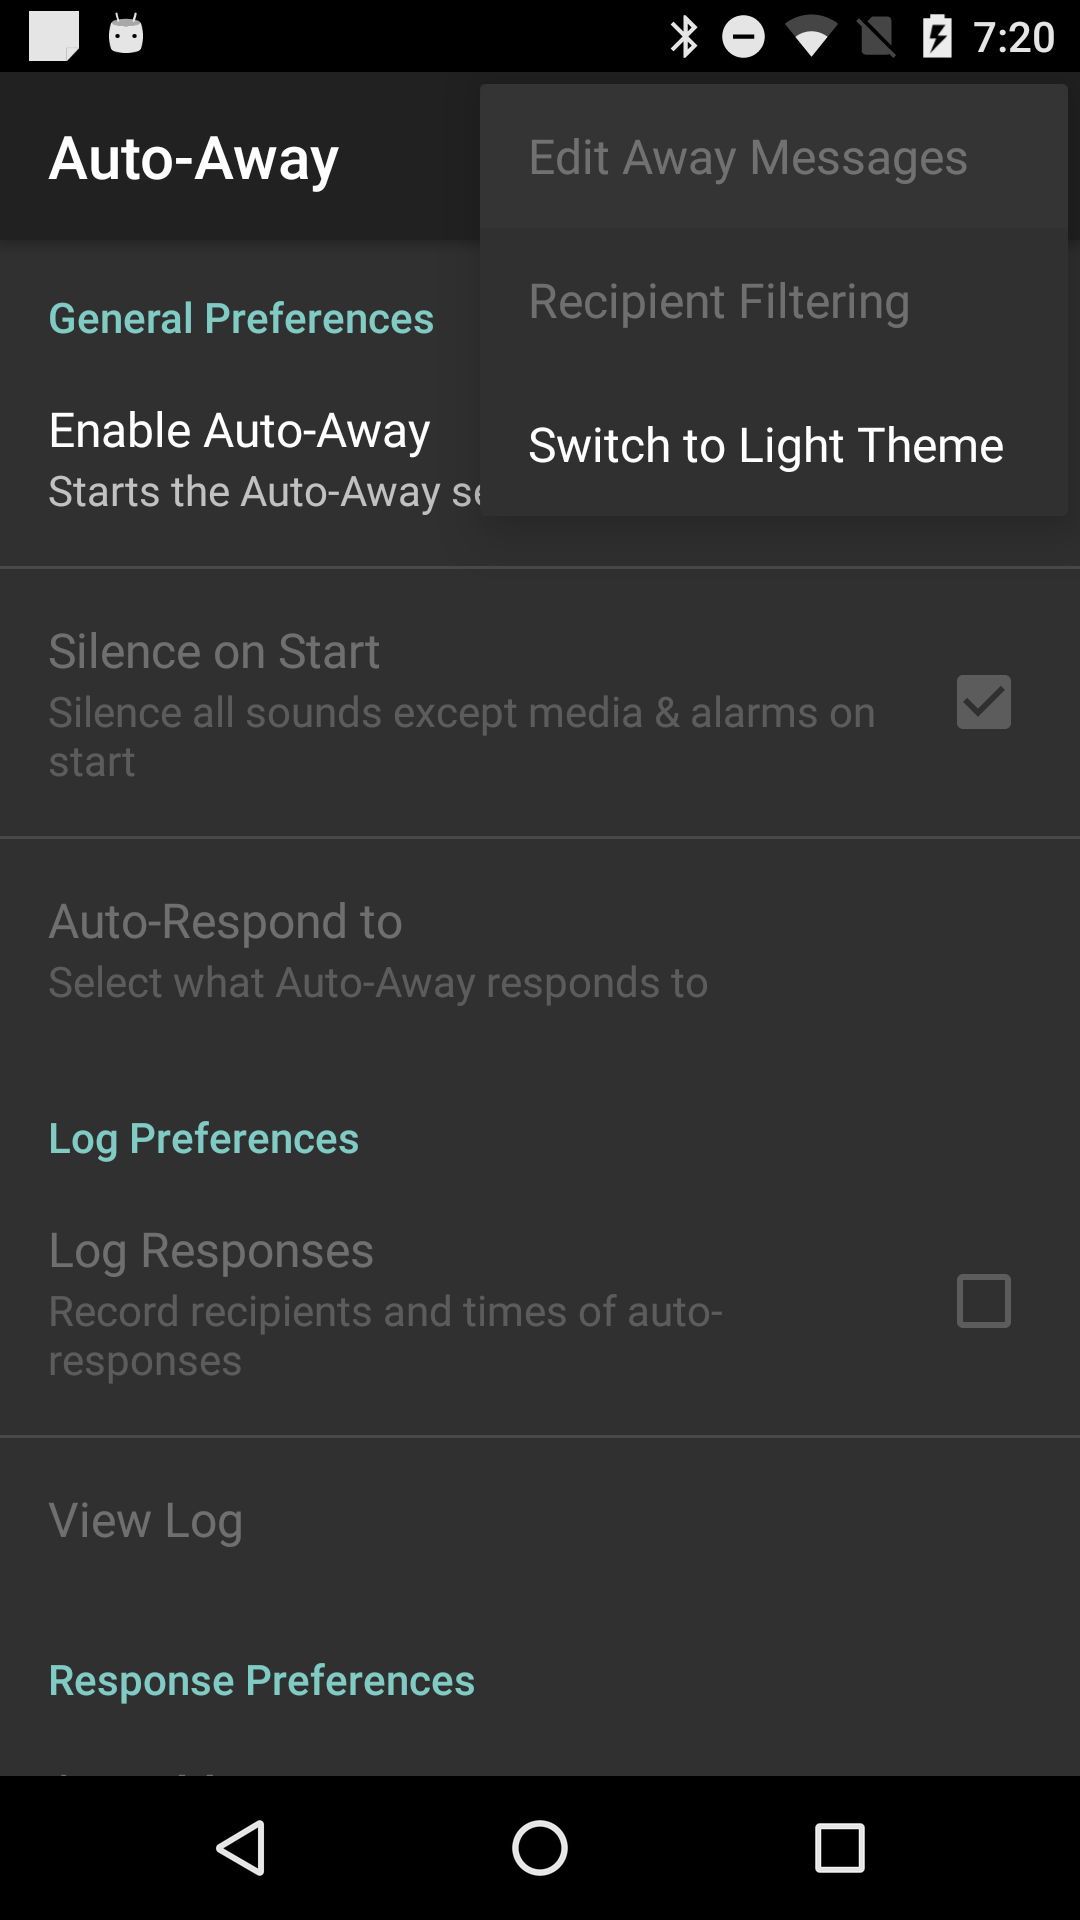 7:20
Auto-Away
Edit Away Messages
Recipient Filtering
Switch to Light Theme
General Preferences
Enable Auto-Away
Starts the Auto-Away se
Silence on Start
Silence all sounds except media & alarms on
start
Auto-Respond to
Select what Auto-Away responds to
Log Preferences
Log Responses
Record recipients and times of auto-
responses
View Log
Response Preferences